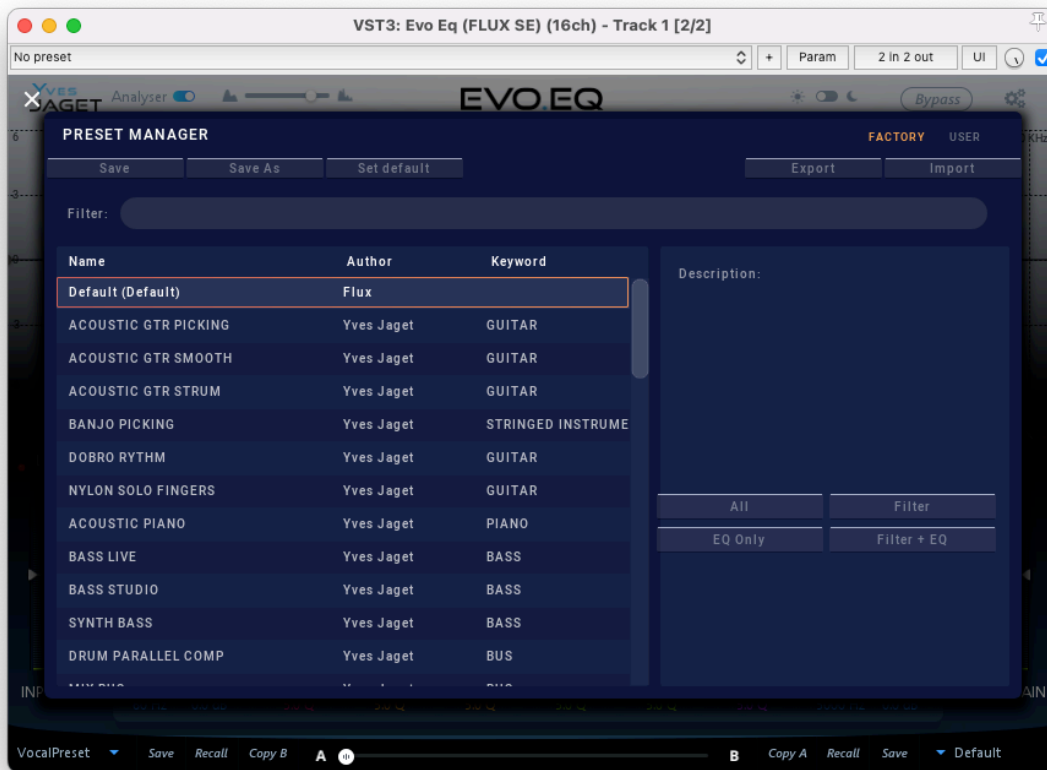 VST3: Evo Eq (FLUX SE) (16ch) - Track 1 [2/2]
No preset + Param 2 in 2 out UI
YVES JAGET Analyser EVO.EQ Bypass
PRESET MANAGER FACTORY USER
Save Save As Set default Export Import
Filter:
Name Author Keyword
Description:
Default (Default) Flux
ACOUSTIC GTR PICKING Yves Jaget GUITAR
ACOUSTIC GTR SMOOTH Yves Jaget GUITAR
ACOUSTIC GTR STRUM Yves Jaget GUITAR
BANJO PICKING Yves Jaget STRINGED INSTRUME
DOBRO RYTHM Yves Jaget GUITAR
NYLON SOLO FINGERS Yves Jaget GUITAR
All Filter
ACOUSTIC PIANO Yves Jaget PIANO
EQ Only Filter + EQ
BASS LIVE Yves Jaget BASS
BASS STUDIO Yves Jaget BASS
SYNTH BASS Yves Jaget BASS
DRUM PARALLEL COMP Yves Jaget BUS
VocalPreset Save Recall Copy B A B Copy A Recall Save Default